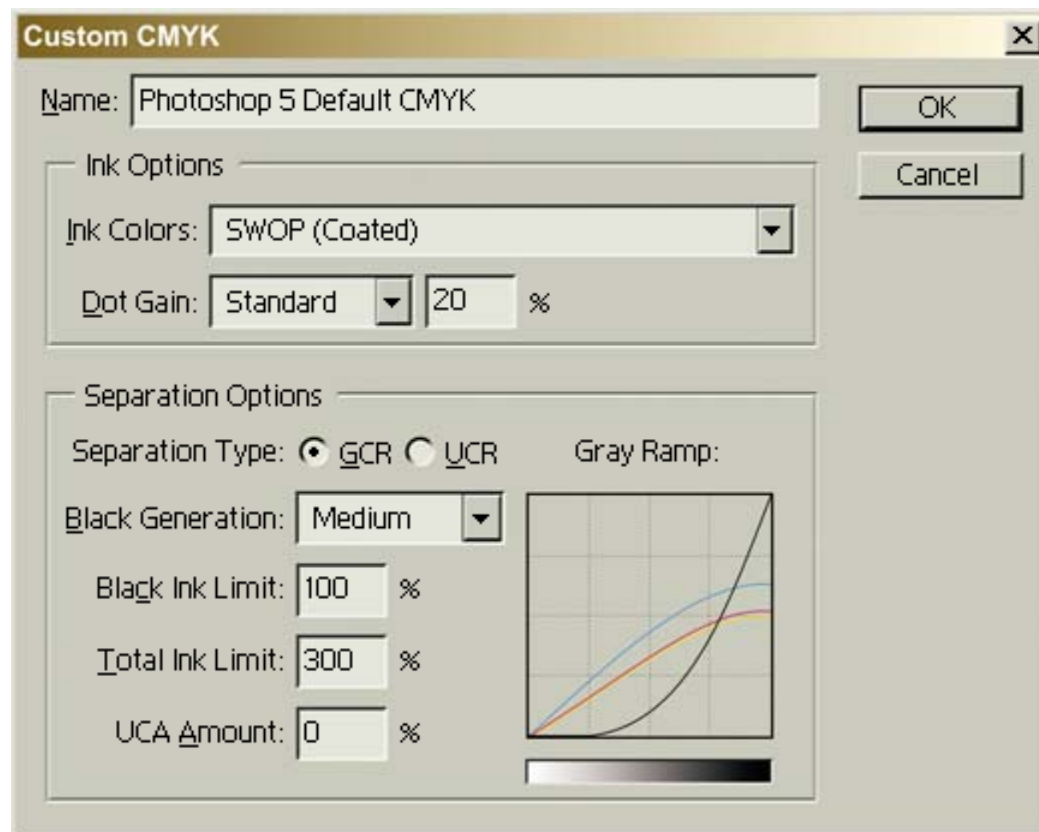 Custom CMYK
Name: Photoshop 5 Default CMYK
OK
Cancel
Ink Options
Ink Colors: SWOP (Coated)
Dot Gain: Standard 20 %
Separation Options
Separation Type: GCR UCR
Gray Ramp:
Black Generation: Medium
Black Ink Limit: 100 %
Total Ink Limit: 300 %
UCA Amount: 0 %